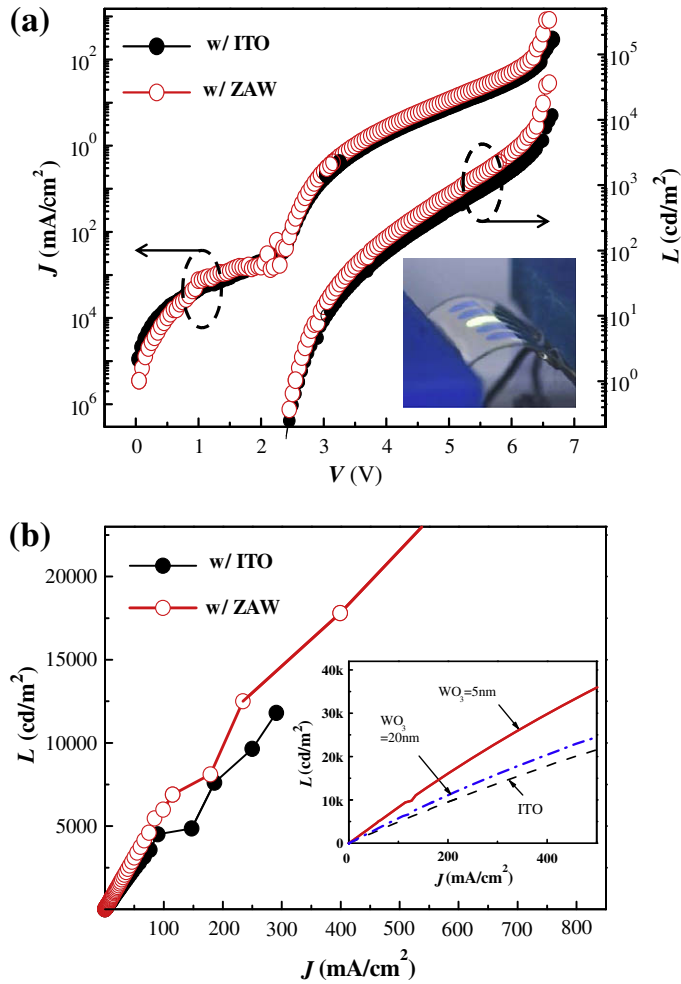 (a)
w/ ITO
w/ ZAW
10² 10⁰ 10² 10⁴ 10⁶
J (mA/cm²)
10⁵ 10⁴ 10³ 10² 10¹ 10⁰
L (cd/m²)
0 1 2 3 4 5 6 7
V (V)
(b)
w/ ITO
w/ ZAW
20000 17500 15000 12500 10000 7500 5000
L (cd/m²)
100 200 300 400 500 600 700 800
J (mA/cm²)
40k 30k 20k 10k 0
L (cd/m²)
WO₃=5nm
WO₃
=20nm
ITO
0 200 400
J (mA/cm²)